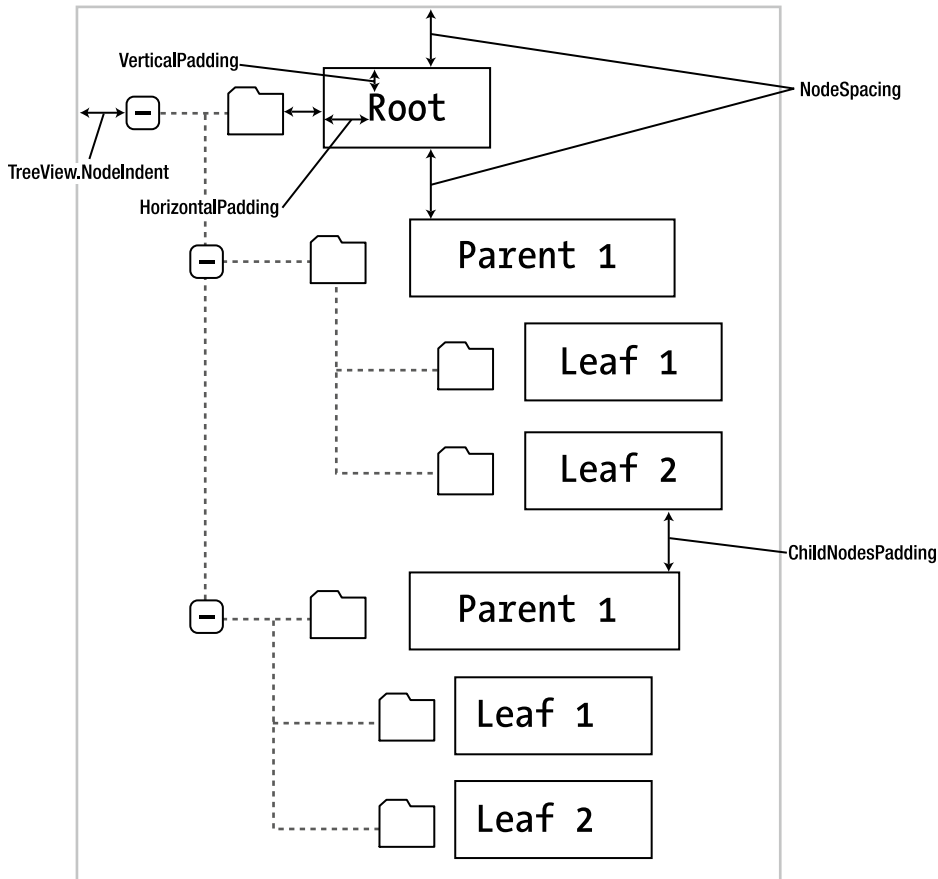 VerticalPadding
NodeSpacing
Root
TreeView.NodeIndent
HorizontalPadding
Parent 1
Leaf 1
Leaf 2
ChildNodesPadding
Parent 1
Leaf 1
Leaf 2